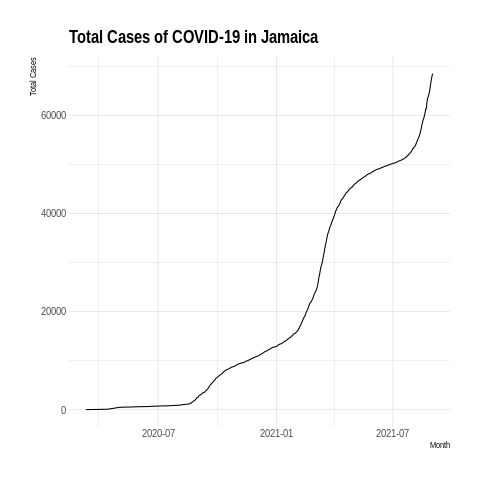 Total Cases of COVID-19 in Jamaica
Total Cases
60000
40000
20000
0
2020-07
2021-01
2021-07
Month